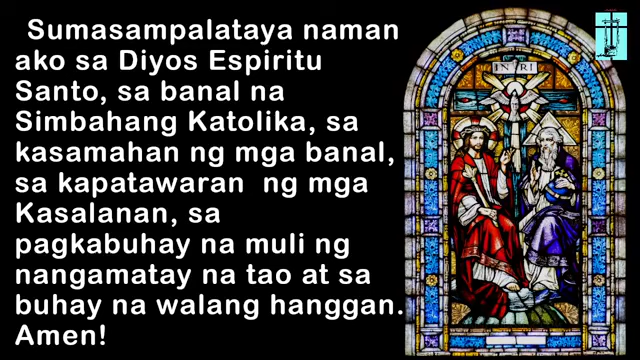 Sumasampalataya naman
ako sa Diyos Espiritu
Santo, sa banal na
Simbahang Katolika, sa
kasamahan ng mga banal,
sa kapatawaran ng mga
Kasalanan, sa
pagkabuhay na muli ng
nangamatay na tao at sa
buhay na walang hanggan.
Amen!
INRI